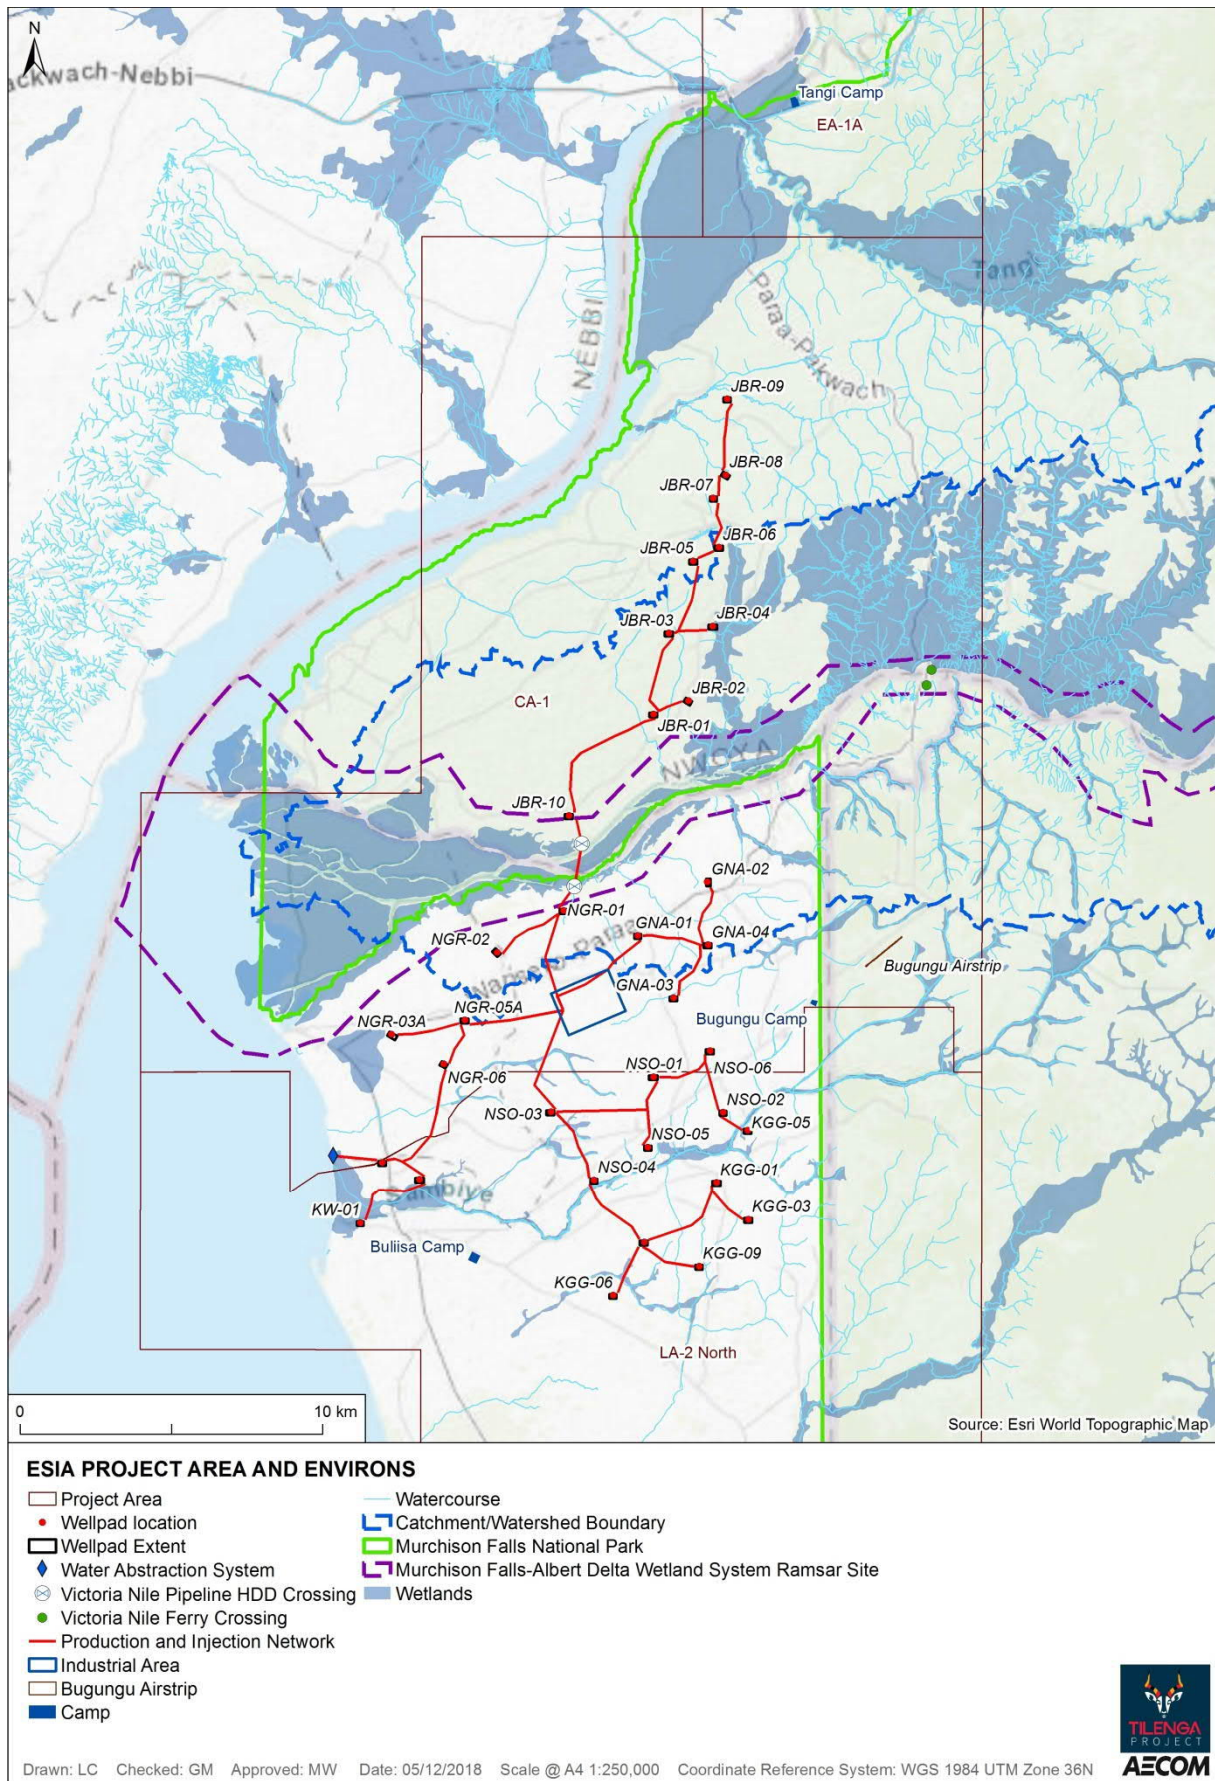 N
ackwach-Nebbi
Tangi Camp
EA-1A
Tangi
NEBBI
Paraa-Pakwach
JBR-09
JBR-08
JBR-07
JBR-06
JBR-05
JBR-04
JBR-03
JBR-02
CA-1
JBR-01
NWOYA
JBR-10
GNA-02
NGR-01
GNA-01
GNA-04
NGR-02
Bugungu Airstrip
GNA-03
NGR-05A
Bugungu Camp
NGR-03A
NSO-01
NGR-06
NSO-06
NSO-03
NSO-02
KGG-05
NSO-05
NSO-04
KGG-01
Sambiye
KW-01
KGG-03
Buliisa Camp
KGG-09
KGG-06
LA-2 North
0 10 km
Source: Esri World Topographic Map
ESIA PROJECT AREA AND ENVIRONS
Project Area
Wellpad location
Wellpad Extent
Water Abstraction System
Victoria Nile Pipeline HDD Crossing
Victoria Nile Ferry Crossing
Production and Injection Network
Industrial Area
Bugungu Airstrip
Camp
Watercourse
Catchment/Watershed Boundary
Murchison Falls National Park
Murchison Falls-Albert Delta Wetland System Ramsar Site
Wetlands
TILENGA
PROJECT
AECOM
Drawn: LC Checked: GM Approved: MW Date: 05/12/2018 Scale @ A4 1:250,000 Coordinate Reference System: WGS 1984 UTM Zone 36N